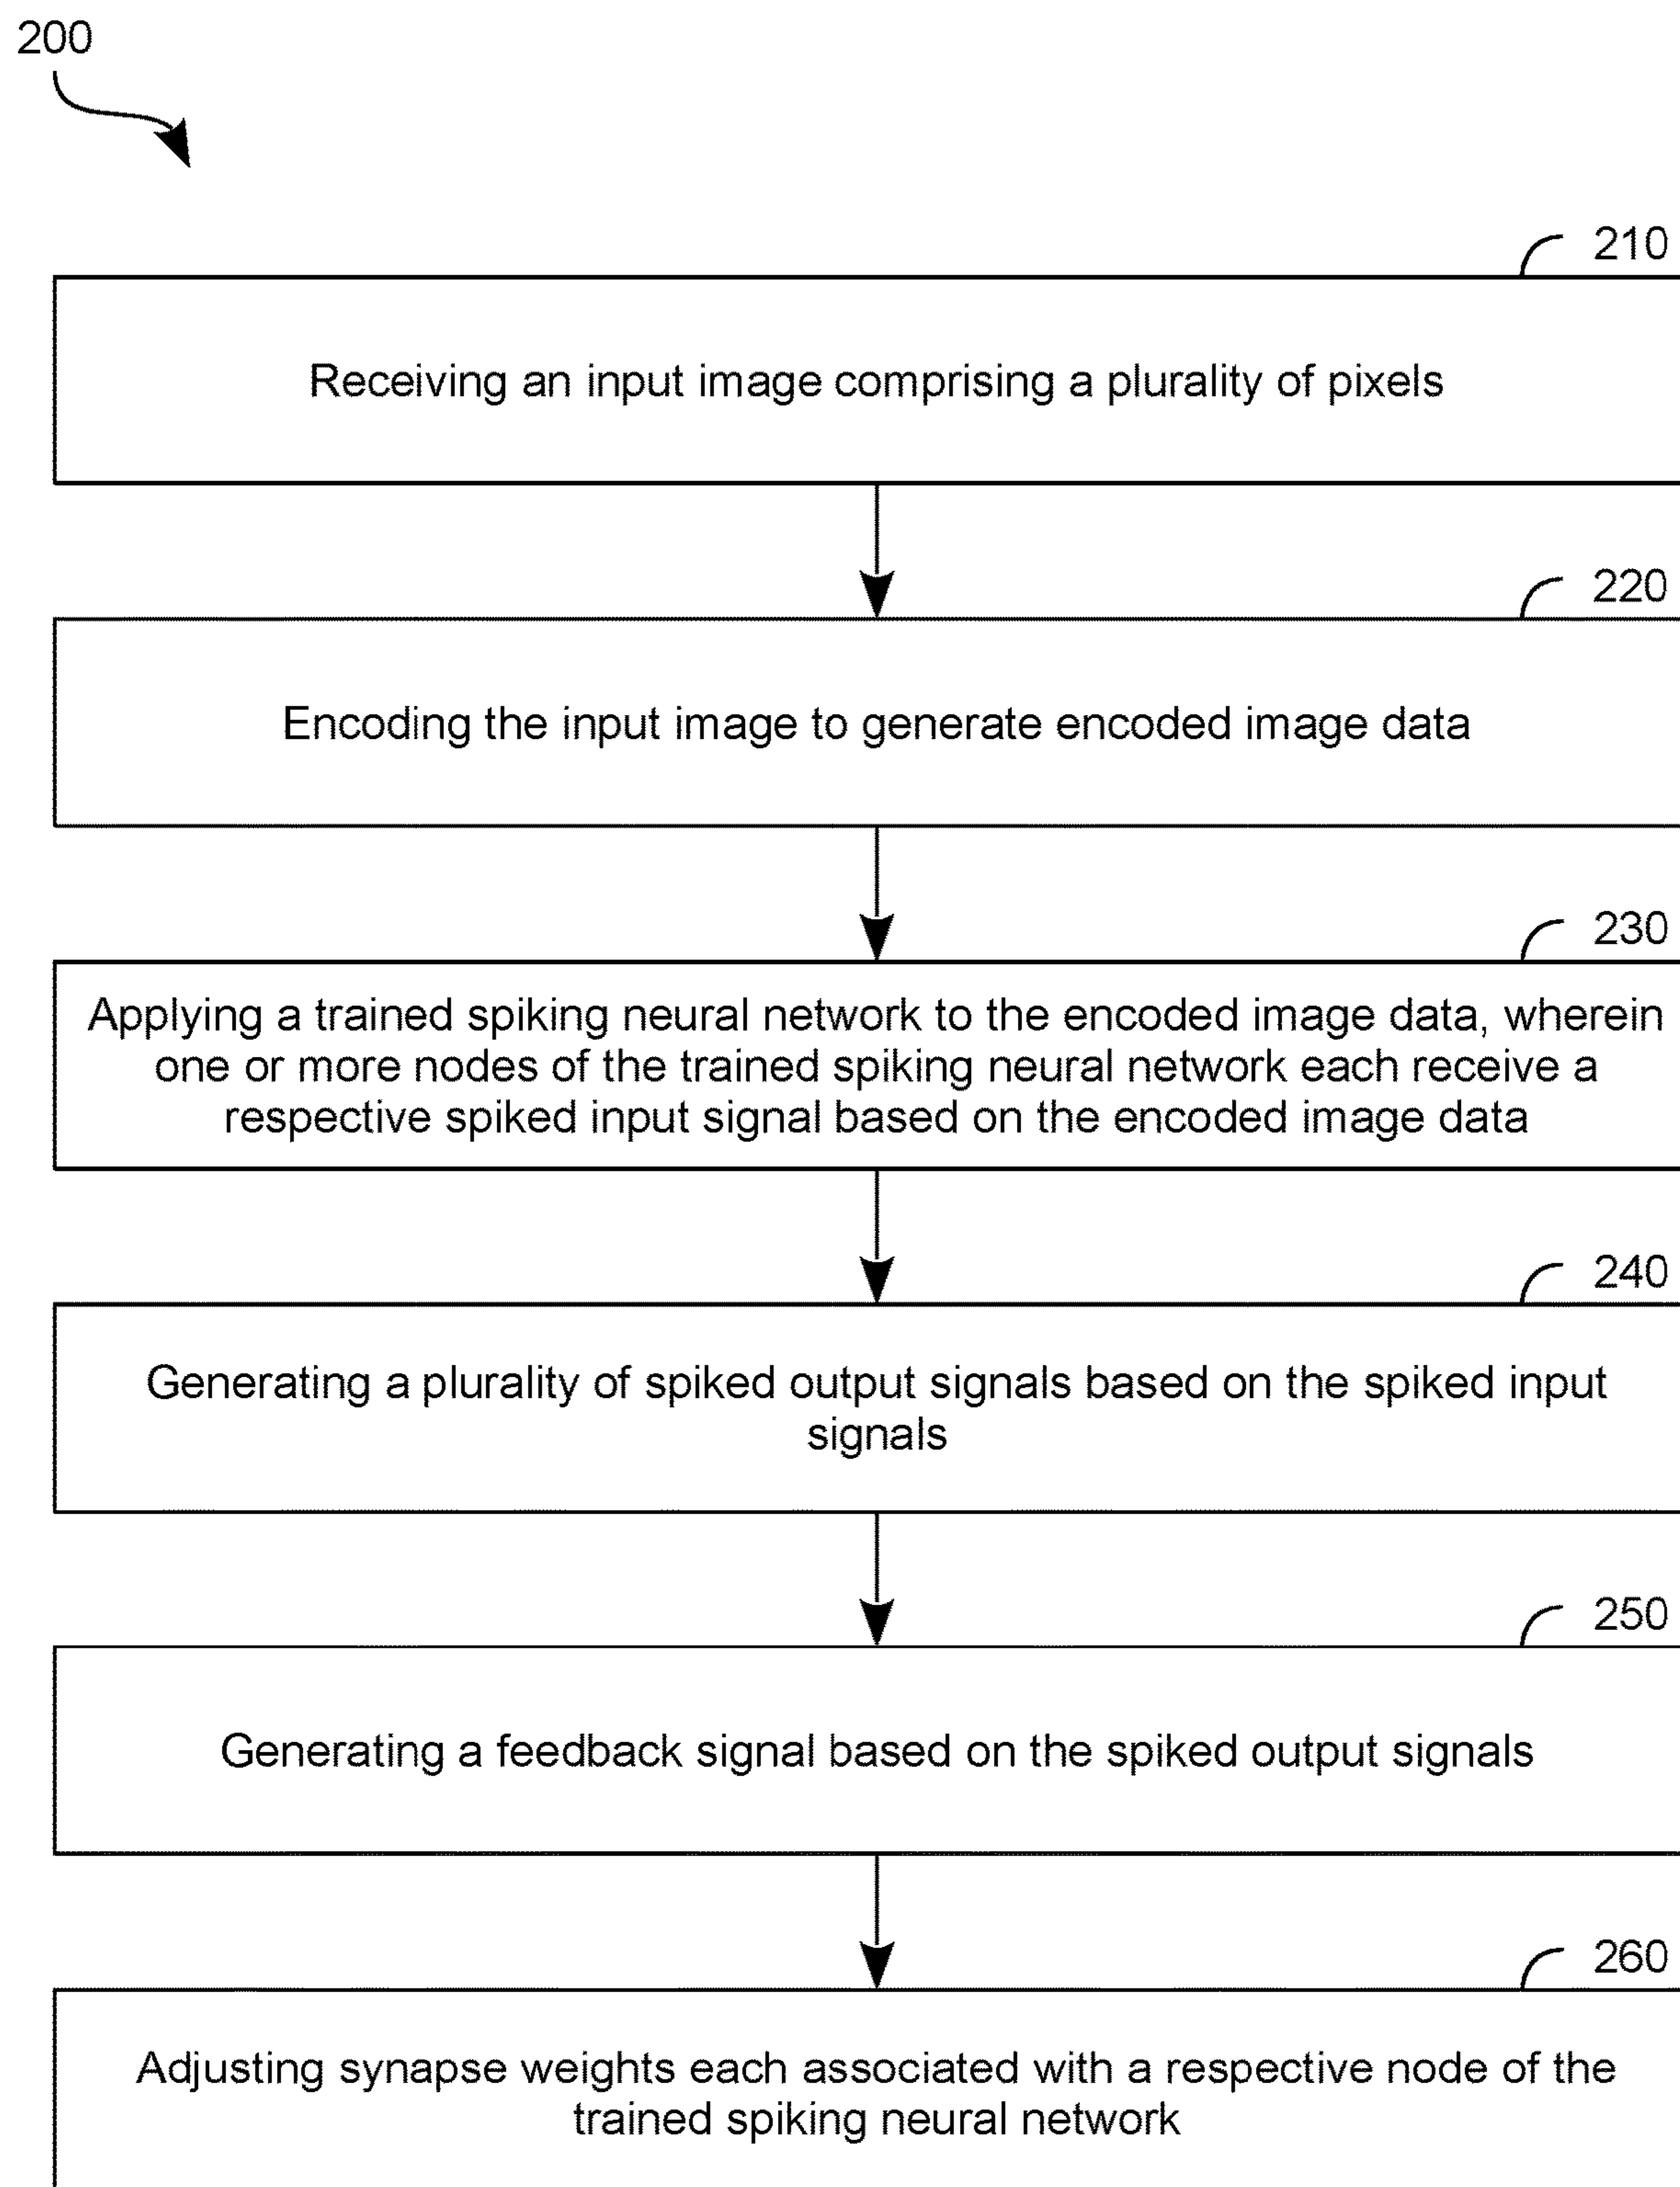 200
210
Receiving an input image comprising a plurality of pixels
220
Encoding the input image to generate encoded image data
230
Applying a trained spiking neural network to the encoded image data, wherein
one or more nodes of the trained spiking neural network each receive a
respective spiked input signal based on the encoded image data
240
Generating a plurality of spiked output signals based on the spiked input
signals
250
Generating a feedback signal based on the spiked output signals
260
Adjusting synapse weights each associated with a respective node of the
trained spiking neural network